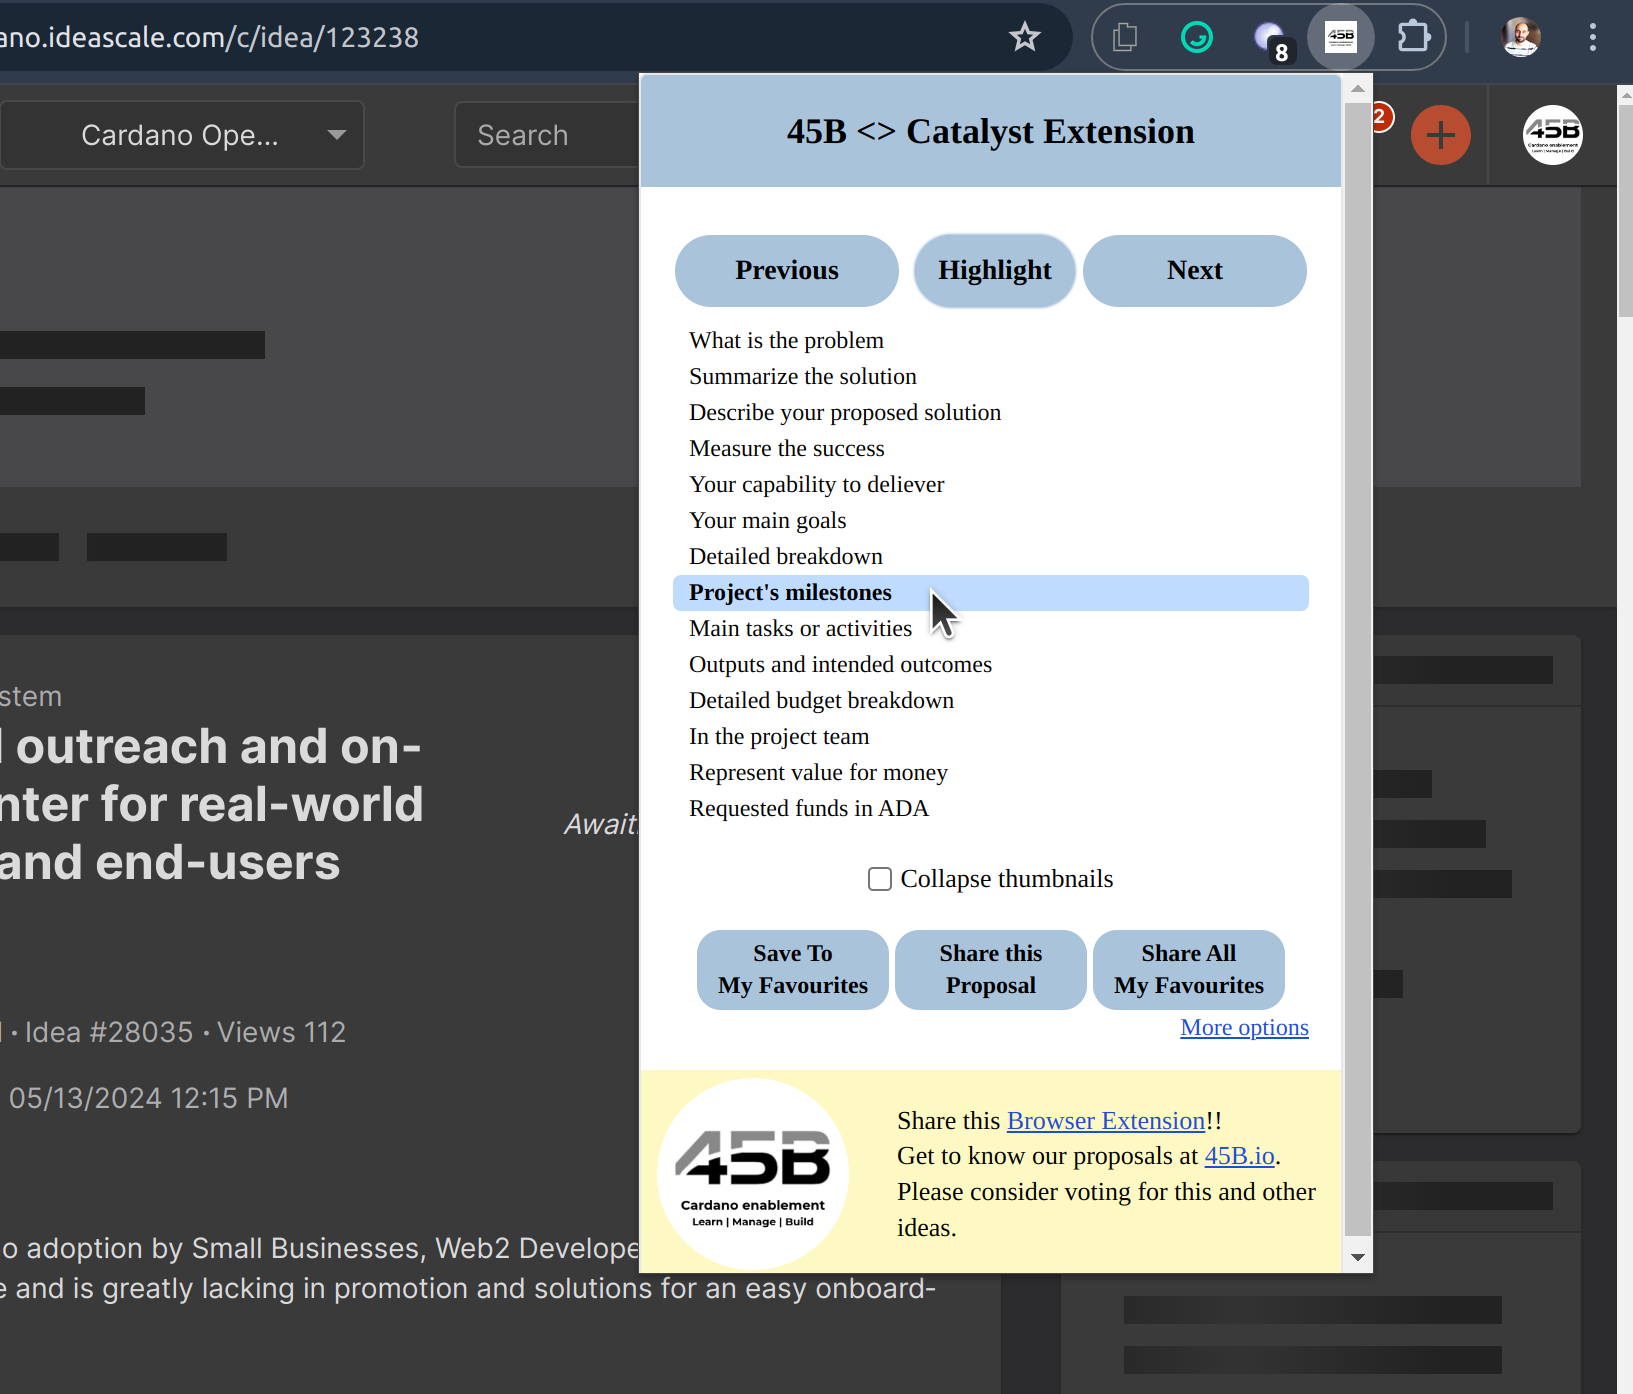 ano.ideascale.com/c/idea/123238
8
45B
Cardano Ope...
Search
2
45B
Cardano enablement
Learn | Manage | Build
45B <> Catalyst Extension
Previous
Highlight
Next
What is the problem
Summarize the solution
Describe your proposed solution
Measure the success
Your capability to deliever
Your main goals
Detailed breakdown
Project's milestones
Main tasks or activities
Outputs and intended outcomes
Detailed budget breakdown
In the project team
Represent value for money
Requested funds in ADA
Collapse thumbnails
Save To
My Favourites
Share this
Proposal
Share All
My Favourites
More options
45B
Cardano enablement
Learn | Manage | Build
Share this Browser Extension!!
Get to know our proposals at 45B.io.
Please consider voting for this and other
ideas.
stem
outreach and on-
nter for real-world
and end-users
Await
· Idea #28035 · Views 112
05/13/2024 12:15 PM
o adoption by Small Businesses, Web2 Develope
e and is greatly lacking in promotion and solutions for an easy onboard-